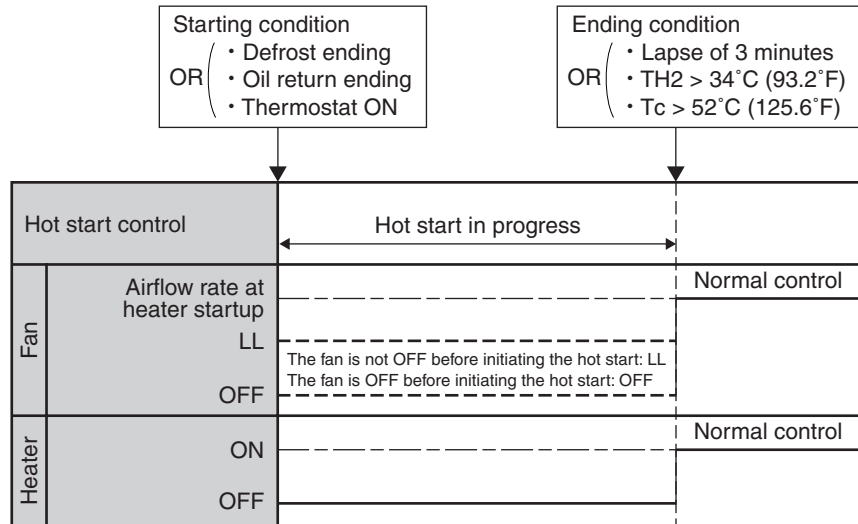 Starting condition
OR
・Defrost ending
・Oil return ending
・Thermostat ON
Ending condition
OR
・Lapse of 3 minutes
・TH2 > 34˚C (93.2˚F)
・Tc > 52˚C (125.6˚F)
Hot start control
Hot start in progress
Fan
Airflow rate at
heater startup
Normal control
LL
The fan is not OFF before initiating the hot start: LL
The fan is OFF before initiating the hot start: OFF
OFF
Heater
ON
Normal control
OFF